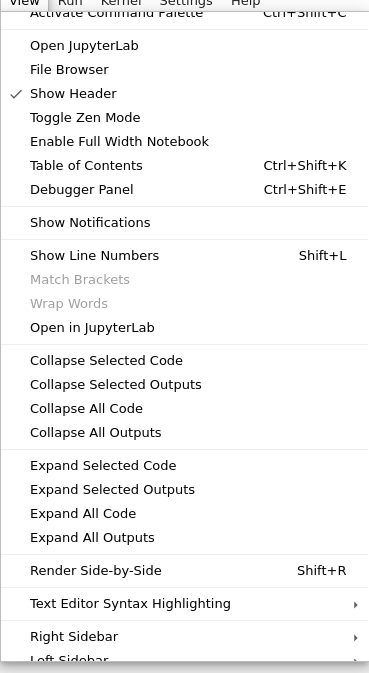 View Run Kernel Settings Help
Activate Command Palette Ctrl+Shift+C
Open JupyterLab
File Browser
Show Header
Toggle Zen Mode
Enable Full Width Notebook
Table of Contents Ctrl+Shift+K
Debugger Panel Ctrl+Shift+E
Show Notifications
Show Line Numbers Shift+L
Match Brackets
Wrap Words
Open in JupyterLab
Collapse Selected Code
Collapse Selected Outputs
Collapse All Code
Collapse All Outputs
Expand Selected Code
Expand Selected Outputs
Expand All Code
Expand All Outputs
Render Side-by-Side Shift+R
Text Editor Syntax Highlighting
Right Sidebar
Left Sidebar